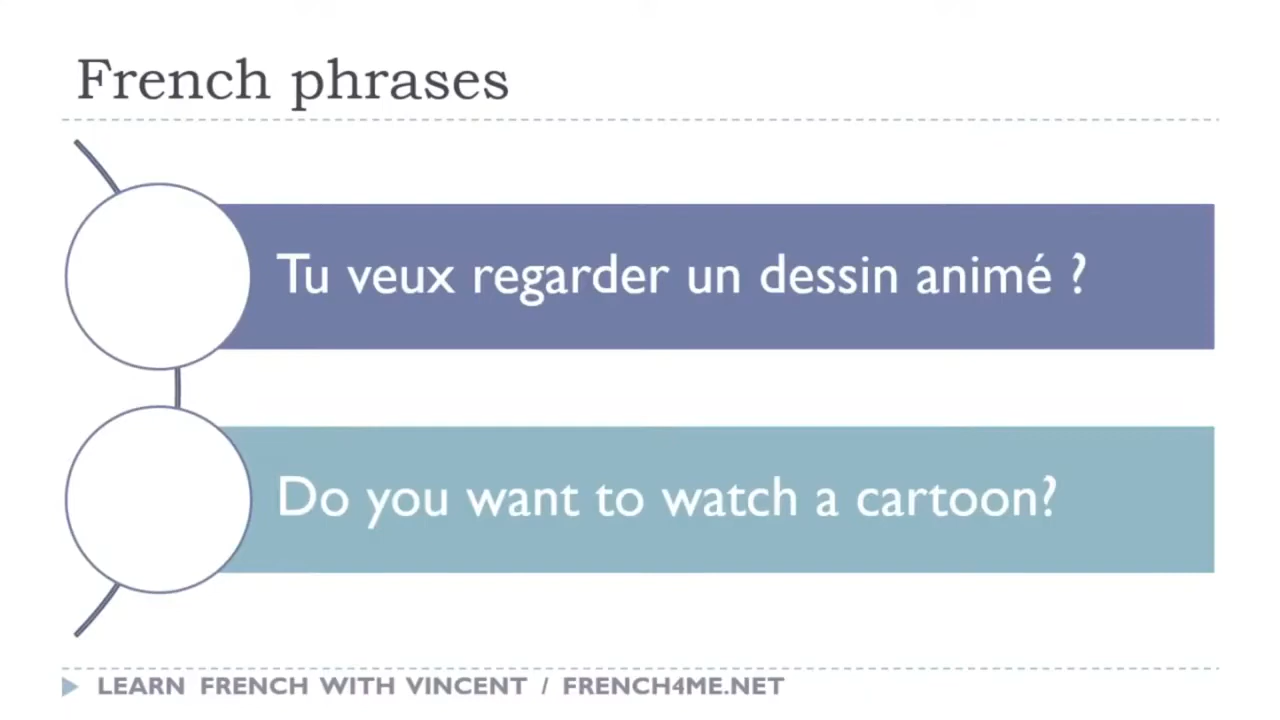 French phrases
Tu veux regarder un dessin animé ?
Do you want to watch a cartoon?
LEARN FRENCH WITH VINCENT / FRENCH4ME.NET